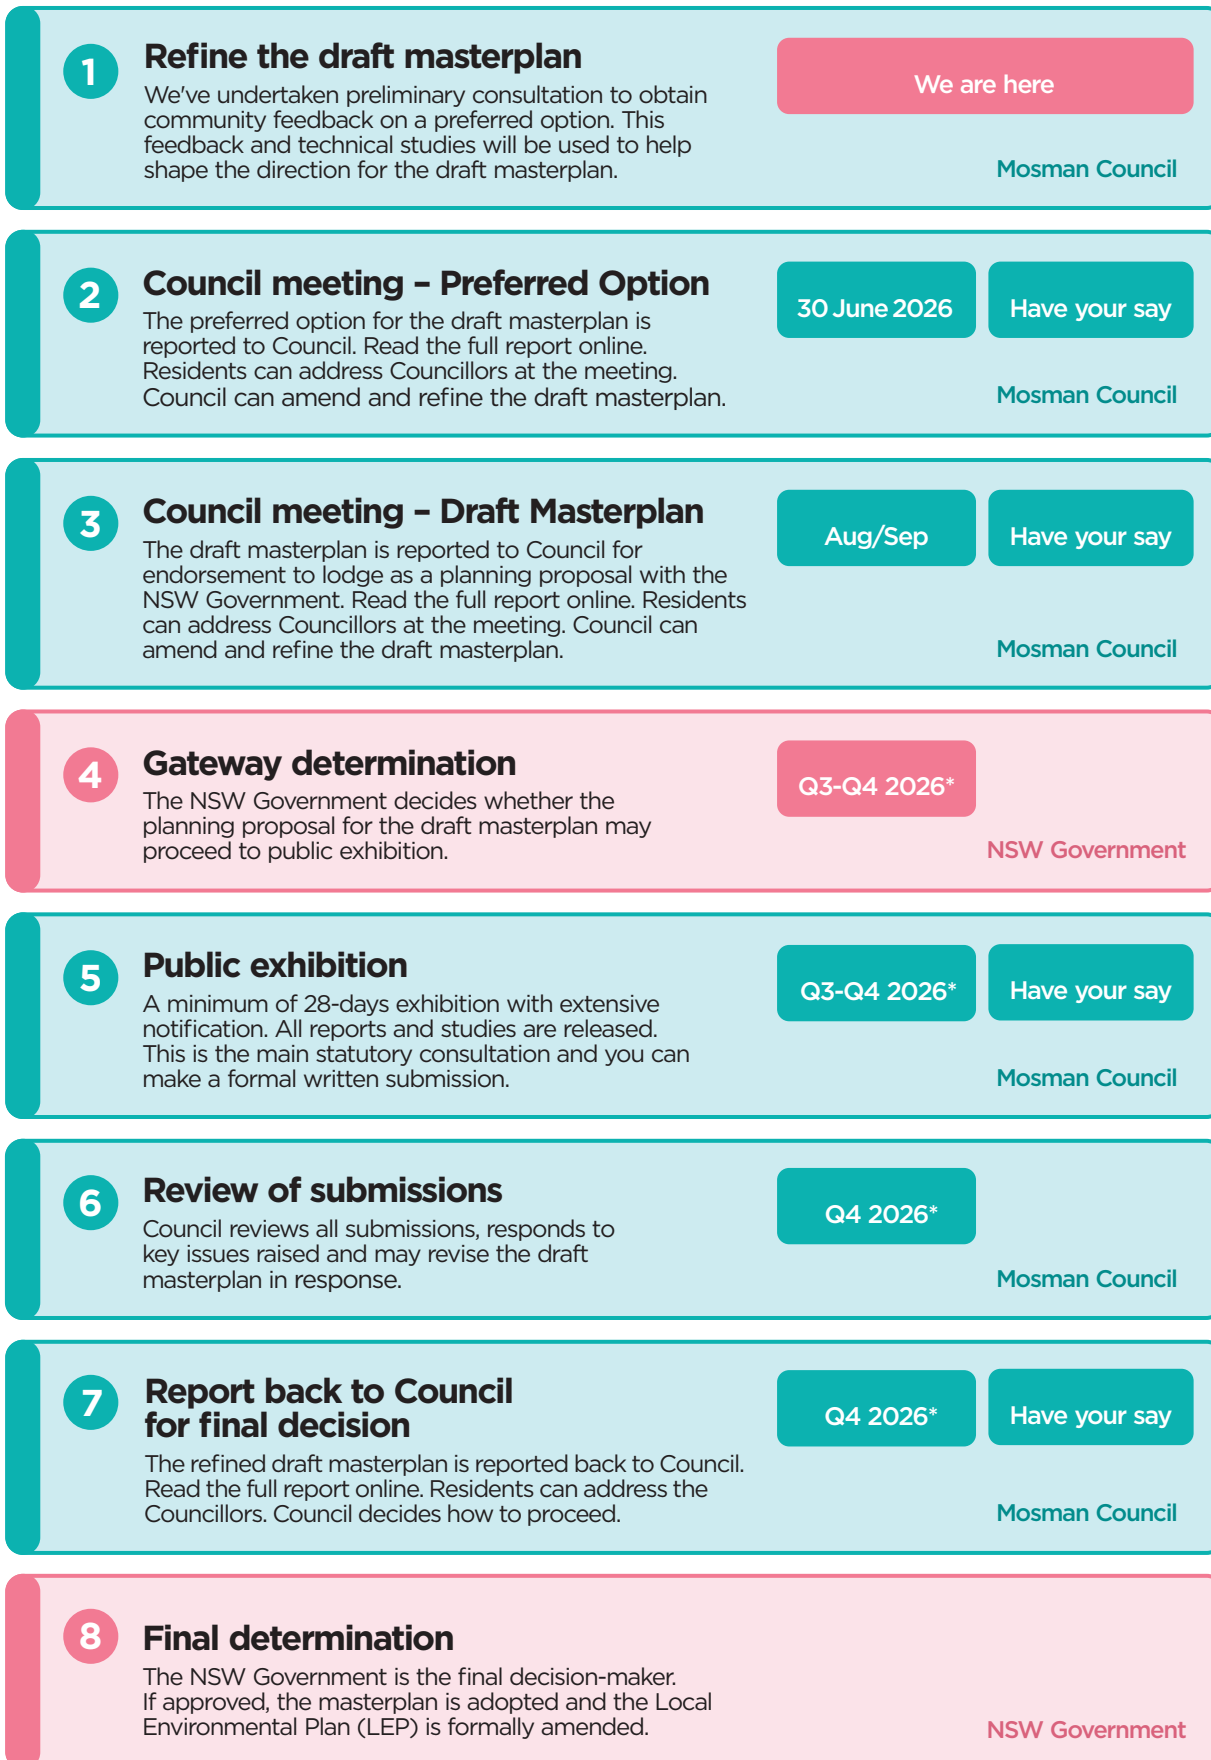 1
Refine the draft masterplan
We've undertaken preliminary consultation to obtain
community feedback on a preferred option. This
feedback and technical studies will be used to help
shape the direction for the draft masterplan.
We are here
Mosman Council
2
Council meeting – Preferred Option
The preferred option for the draft masterplan is
reported to Council. Read the full report online.
Residents can address Councillors at the meeting.
Council can amend and refine the draft masterplan.
30 June 2026
Have your say
Mosman Council
3
Council meeting – Draft Masterplan
The draft masterplan is reported to Council for
endorsement to lodge as a planning proposal with the
NSW Government. Read the full report online. Residents
can address Councillors at the meeting. Council can
amend and refine the draft masterplan.
Aug/Sep
Have your say
Mosman Council
4
Gateway determination
The NSW Government decides whether the
planning proposal for the draft masterplan may
proceed to public exhibition.
Q3-Q4 2026*
NSW Government
5
Public exhibition
A minimum of 28-days exhibition with extensive
notification. All reports and studies are released.
This is the main statutory consultation and you can
make a formal written submission.
Q3-Q4 2026*
Have your say
Mosman Council
6
Review of submissions
Council reviews all submissions, responds to
key issues raised and may revise the draft
masterplan in response.
Q4 2026*
Mosman Council
7
Report back to Council
for final decision
The refined draft masterplan is reported back to Council.
Read the full report online. Residents can address the
Councillors. Council decides how to proceed.
Q4 2026*
Have your say
Mosman Council
8
Final determination
The NSW Government is the final decision-maker.
If approved, the masterplan is adopted and the Local
Environmental Plan (LEP) is formally amended.
NSW Government